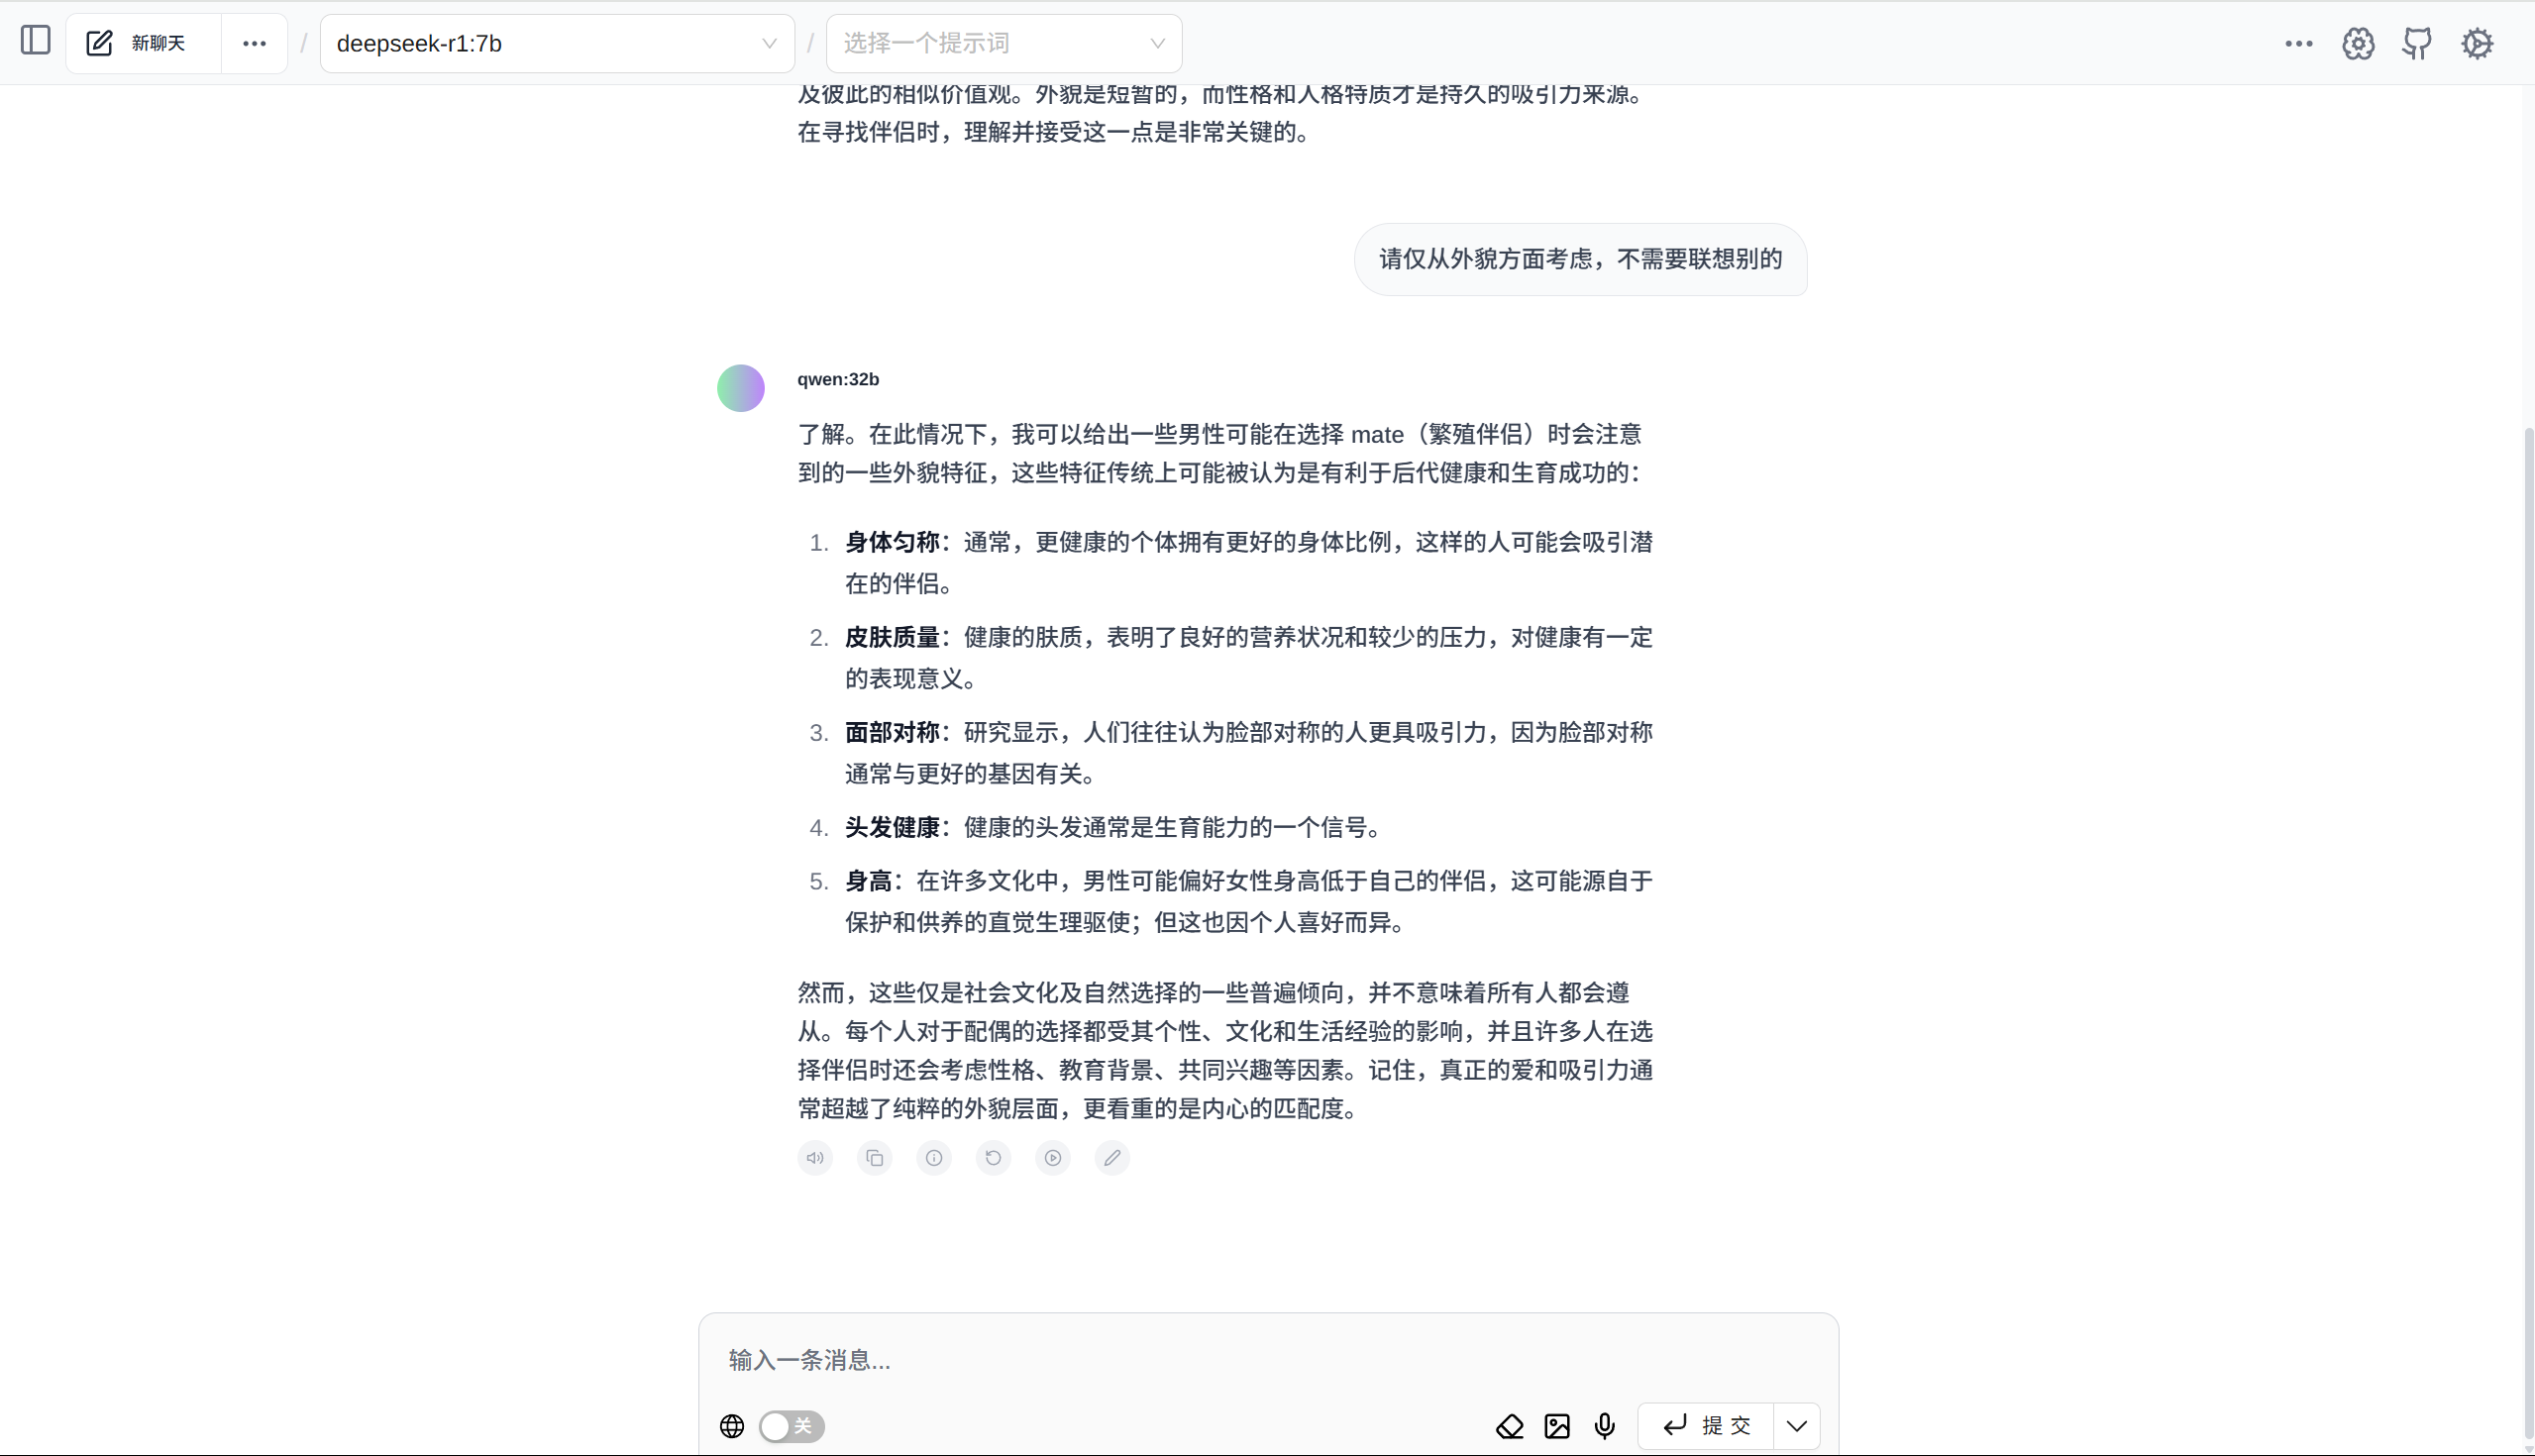 新聊天
/
deepseek-r1:7b
/
选择一个提示词
及彼此的相似价值观。外貌是短暂的，而性格和人格特质才是持久的吸引力来源。
在寻找伴侣时，理解并接受这一点是非常关键的。
请仅从外貌方面考虑，不需要联想别的
qwen:32b
了解。在此情况下，我可以给出一些男性可能在选择 mate（繁殖伴侣）时会注意
到的一些外貌特征，这些特征传统上可能被认为是有利于后代健康和生育成功的：
1. 身体匀称：通常，更健康的个体拥有更好的身体比例，这样的人可能会吸引潜
在的伴侣。
2. 皮肤质量：健康的肤质，表明了良好的营养状况和较少的压力，对健康有一定
的表现意义。
3. 面部对称：研究显示，人们往往认为脸部对称的人更具吸引力，因为脸部对称
通常与更好的基因有关。
4. 头发健康：健康的头发通常是生育能力的一个信号。
5. 身高：在许多文化中，男性可能偏好女性身高低于自己的伴侣，这可能源自于
保护和供养的直觉生理驱使；但这也因个人喜好而异。
然而，这些仅是社会文化及自然选择的一些普遍倾向，并不意味着所有人都会遵
从。每个人对于配偶的选择都受其个性、文化和生活经验的影响，并且许多人在选
择伴侣时还会考虑性格、教育背景、共同兴趣等因素。记住，真正的爱和吸引力通
常超越了纯粹的外貌层面，更看重的是内心的匹配度。
输入一条消息...
关
提 交